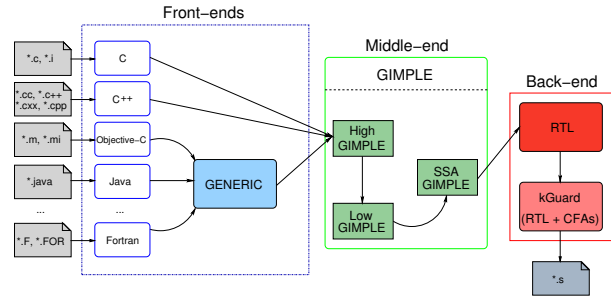 Front-ends
Middle-end
Back-end
*.c, *.i
C
*.cc, *.c++
*.cxx, *.cpp
C++
*.m, *.mi
Objective-C
*.java
Java
...
...
*.F, *.FOR
Fortran
GENERIC
GIMPLE
High
GIMPLE
Low
GIMPLE
SSA
GIMPLE
RTL
kGuard
(RTL + CFAs)
*.s